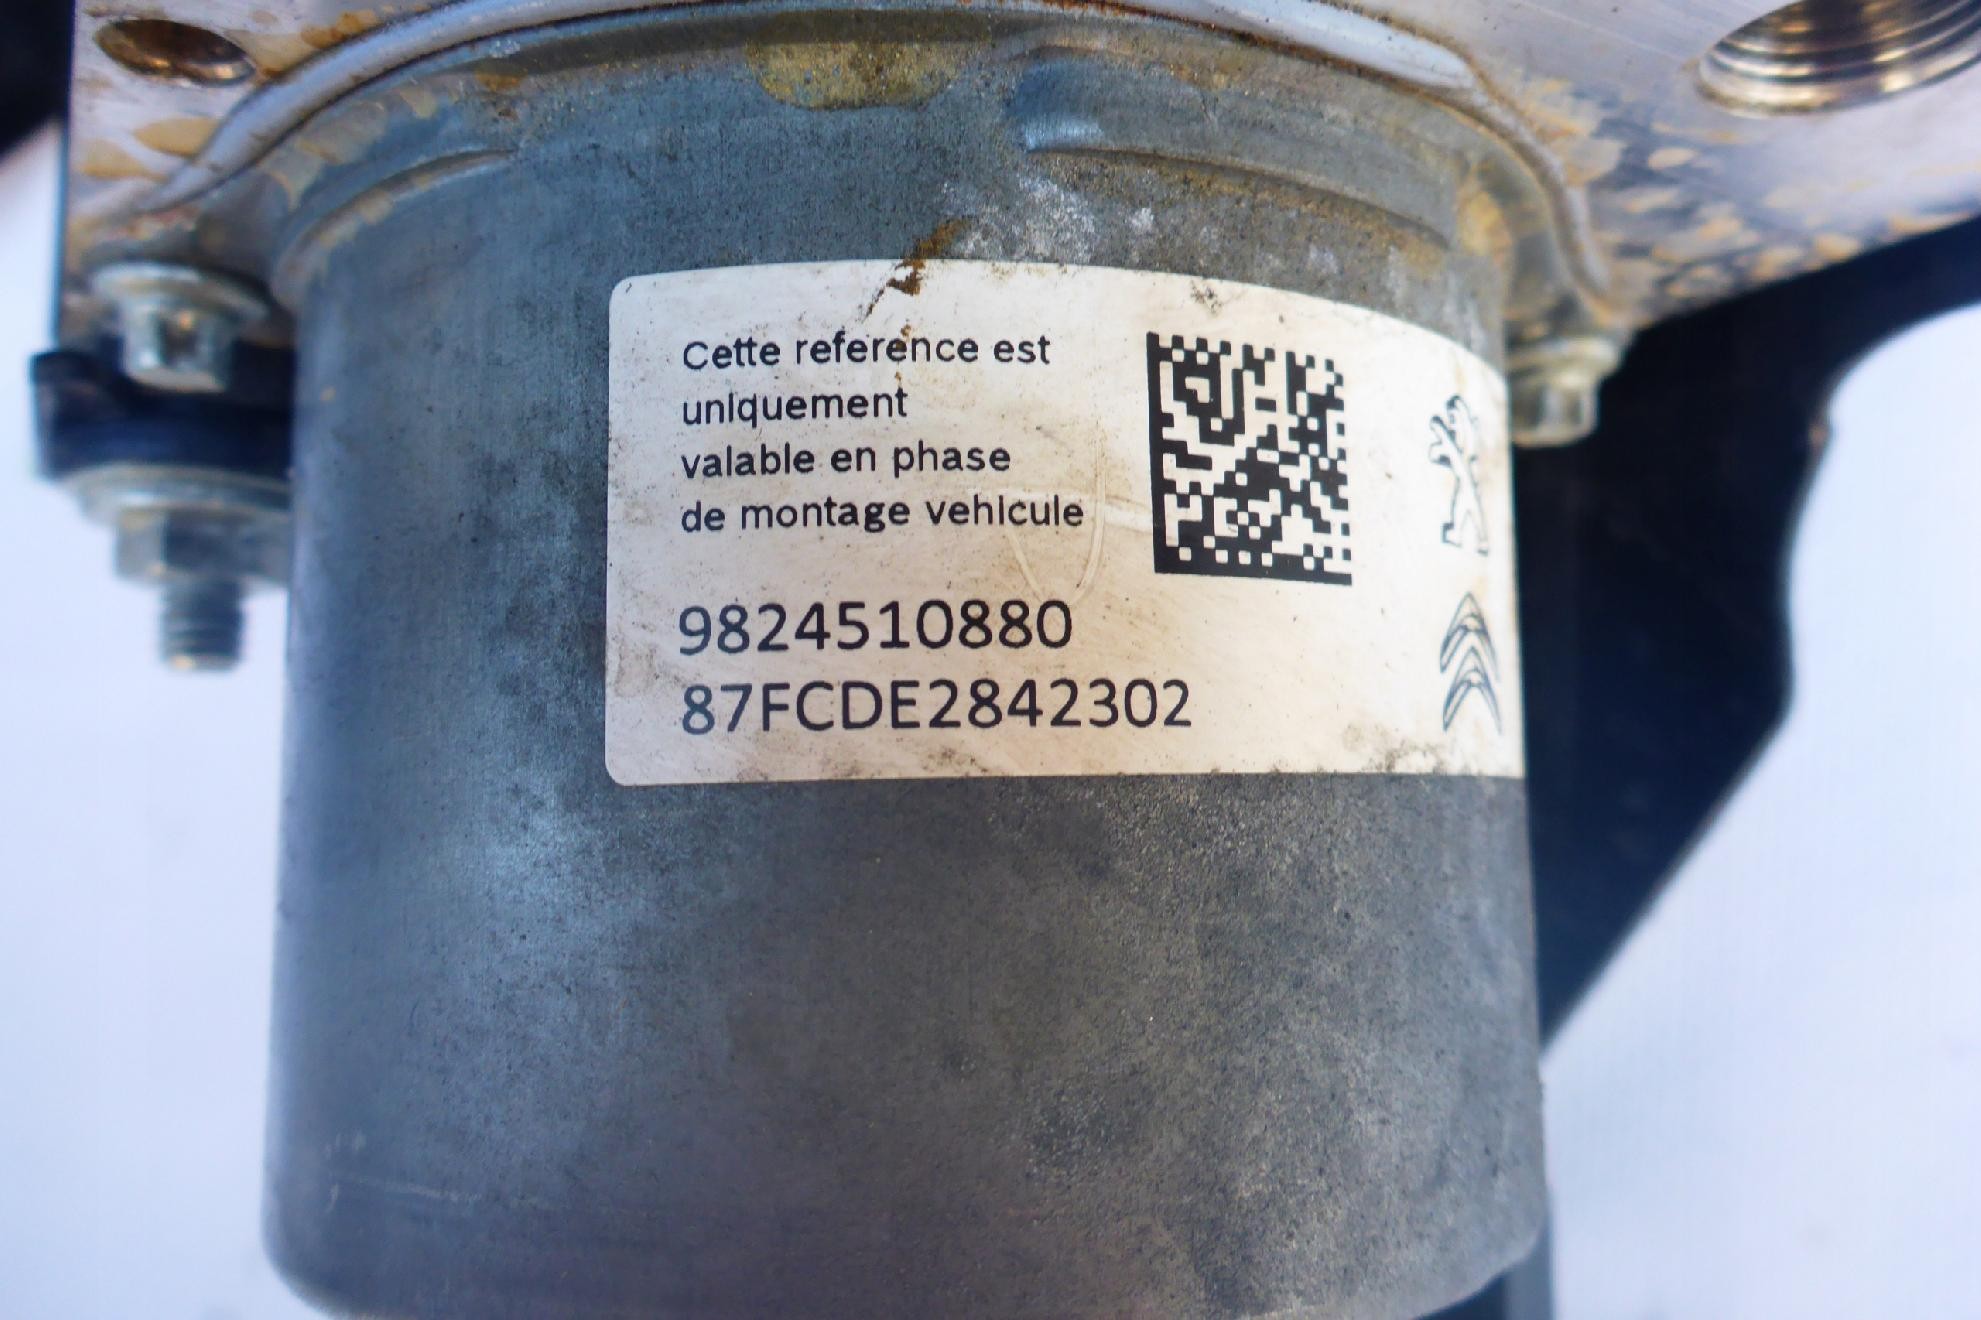 Cette reference est
uniquement
valable en phase
de montage vehicule
9824510880
87FCDE2842302